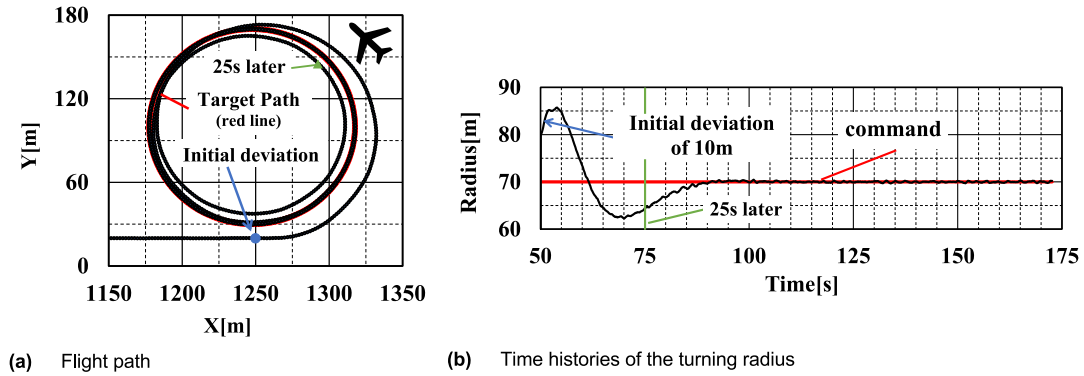 180
120
60
0
Y[m]
25s later
Target Path
(red line)
Initial deviation
1150 1200 1250 1300 1350
X[m]
(a) Flight path
90
80
70
60
Radius[m]
Initial deviation
of 10m
command
25s later
50 75 100 125 150 175
Time[s]
(b) Time histories of the turning radius